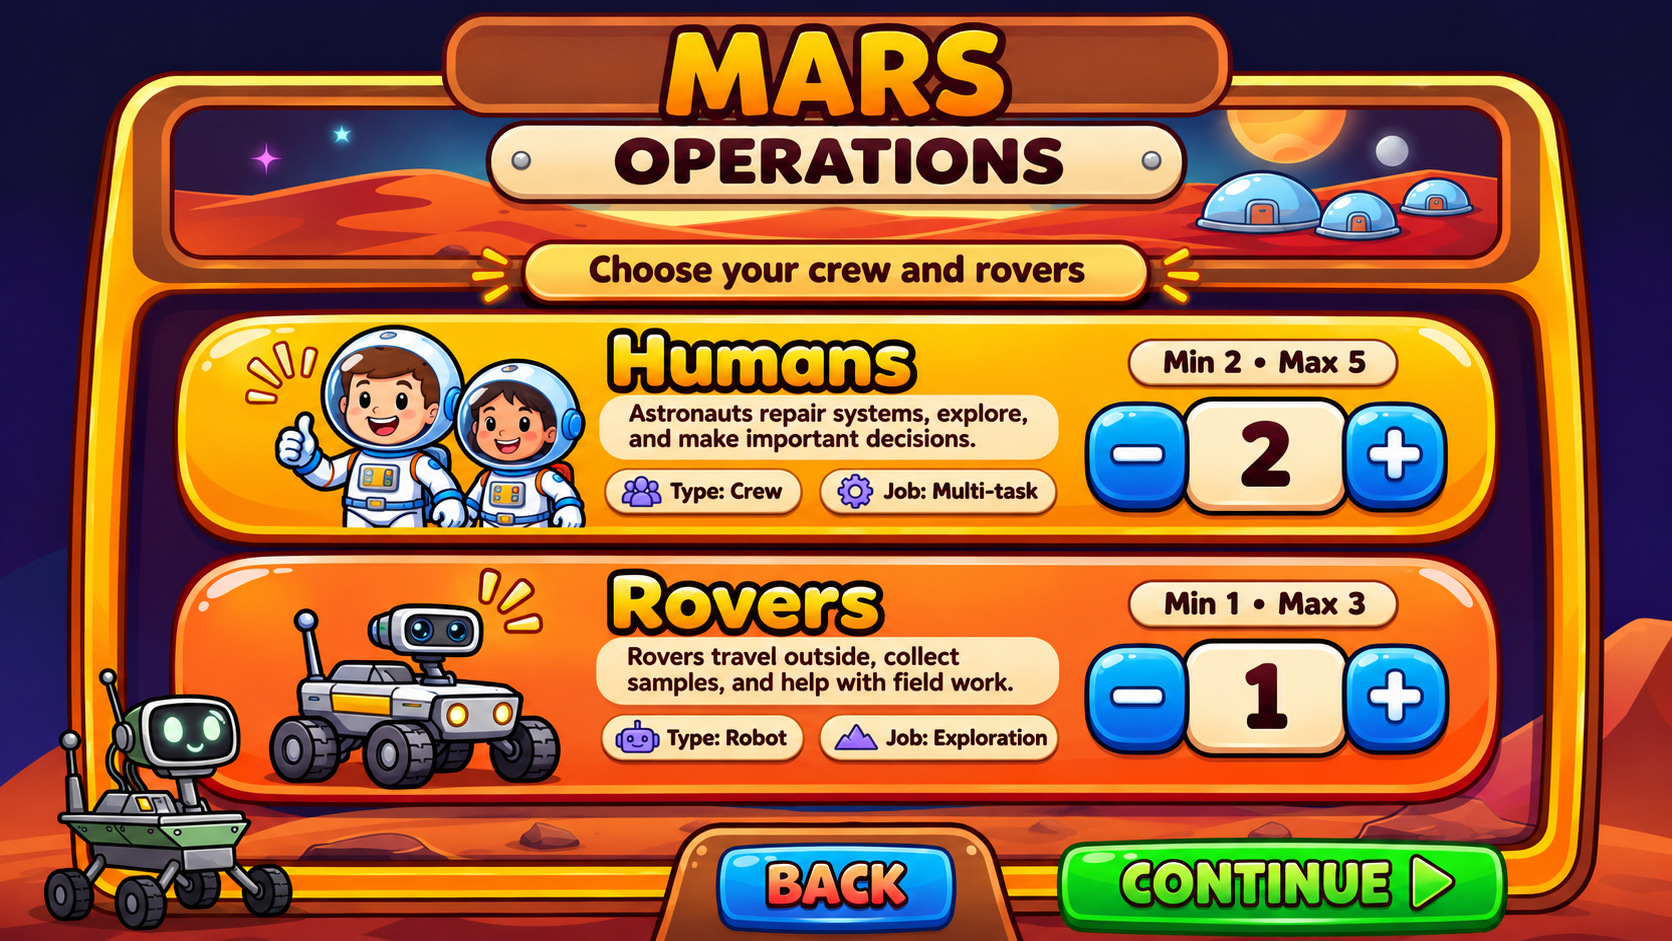 MARS
OPERATIONS
Choose your crew and rovers
Humans
Astronauts repair systems, explore,
and make important decisions.
Type: Crew
Job: Multi-task
Min 2 • Max 5
2
Rovers
Rovers travel outside, collect
samples, and help with field work.
Type: Robot
Job: Exploration
Min 1 • Max 3
1
BACK
CONTINUE